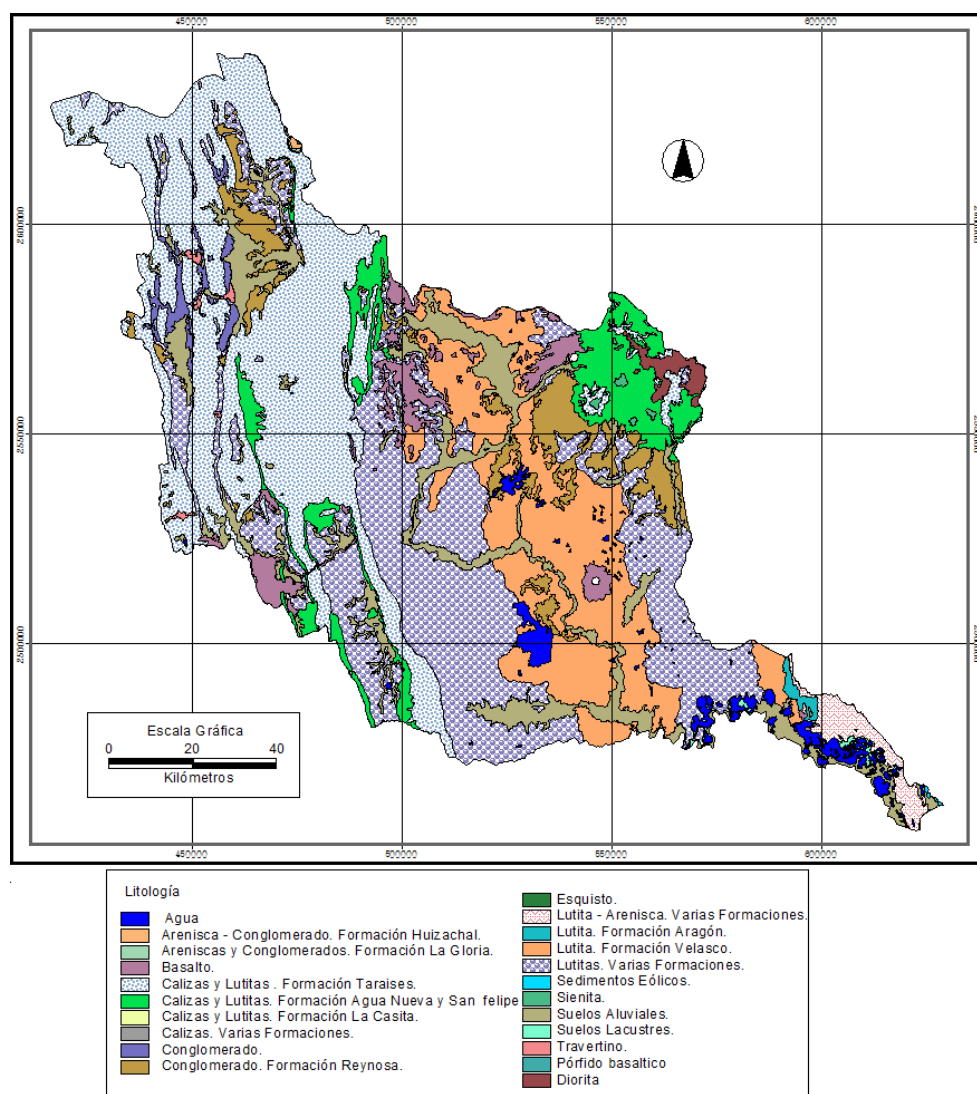 450000 500000 550000 600000
2600000
2550000
2500000
Escala Gráfica
0 20 40
Kilómetros
450000 500000 550000 600000
Litología
Agua
Arenisca - Conglomerado. Formación Huizachal.
Areniscas y Conglomerados. Formación La Gloria.
Basalto.
Calizas y Lutitas . Formación Taraises.
Calizas y Lutitas. Formación Agua Nueva y San felipe
Calizas y Lutitas. Formación La Casita.
Calizas. Varias Formaciones.
Conglomerado.
Conglomerado. Formación Reynosa.
Esquisto.
Lutita - Arenisca. Varias Formaciones.
Lutita. Formación Aragón.
Lutita. Formación Velasco.
Lutitas. Varias Formaciones.
Sedimentos Eólicos.
Sienita.
Suelos Aluviales.
Suelos Lacustres.
Travertino.
Pórfido basaltico
Diorita